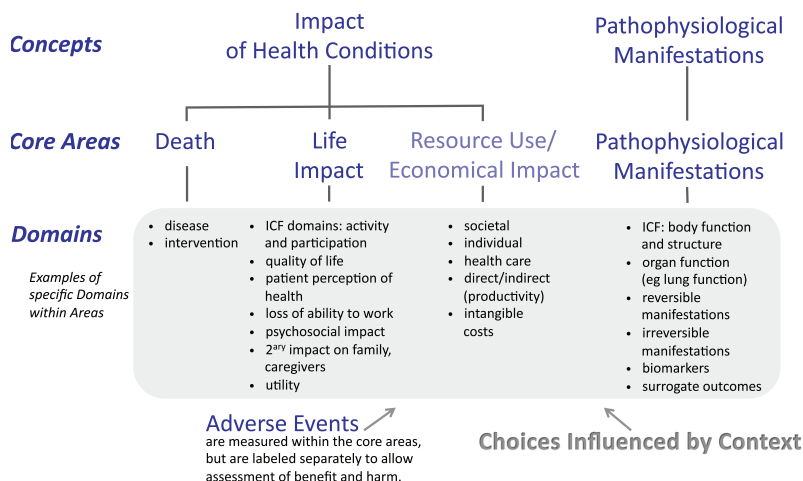 Concepts
Impact
of Health Conditions
Pathophysiological
Manifestations
Core Areas
Death
Life
Impact
Resource Use/
Economical Impact
Pathophysiological
Manifestations
Domains
Examples of
specific Domains
within Areas
• disease
• intervention
• ICF domains: activity
and participation
• quality of life
• patient perception of
health
• loss of ability to work
• psychosocial impact
• 2ary impact on family,
caregivers
• utility
• societal
• individual
• health care
• direct/indirect
(productivity)
• intangible
costs
• ICF: body function
and structure
• organ function
(eg lung function)
• reversible
manifestations
• irreversible
manifestations
• biomarkers
• surrogate outcomes
Adverse Events
are measured within the core areas,
but are labeled separately to allow
assessment of benefit and harm.
Choices Influenced by Context